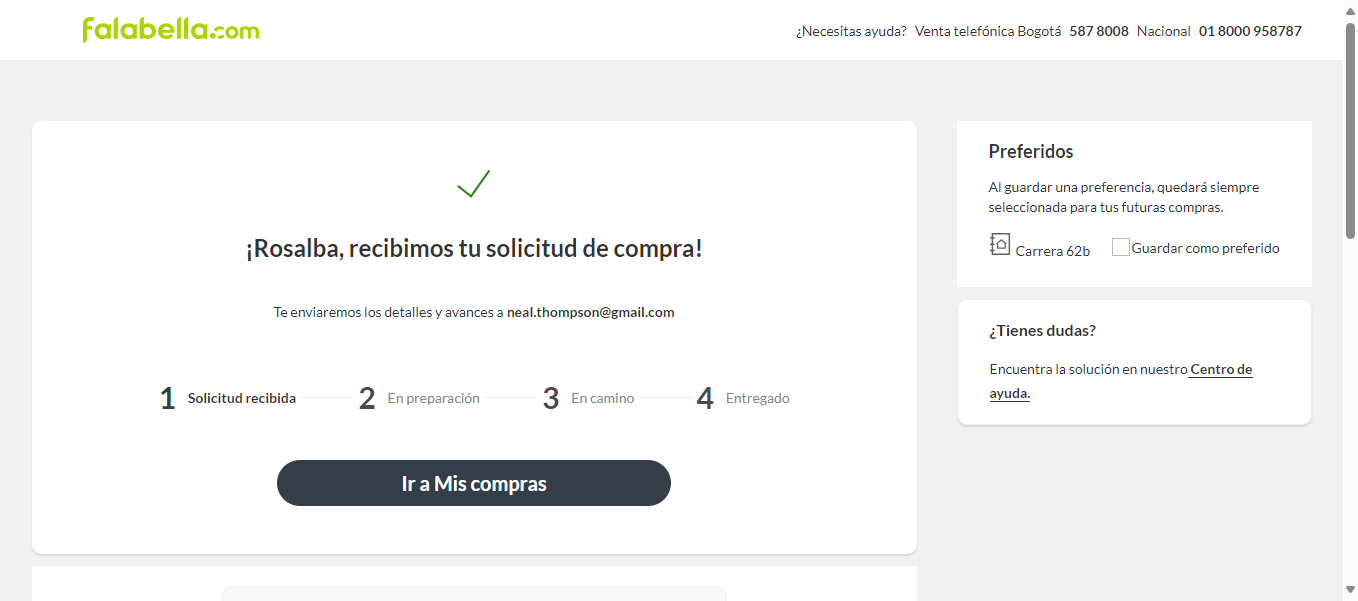 falabella.com
¿Necesitas ayuda? Venta telefónica Bogotá 587 8008 Nacional 01 8000 958787
¡Rosalba, recibimos tu solicitud de compra!
Te enviaremos los detalles y avances a neal.thompson@gmail.com
1 Solicitud recibida 2 En preparación 3 En camino 4 Entregado
Ir a Mis compras
Preferidos
Al guardar una preferencia, quedará siempre
seleccionada para tus futuras compras.
Carrera 62b Guardar como preferido
¿Tienes dudas?
Encuentra la solución en nuestro Centro de
ayuda.